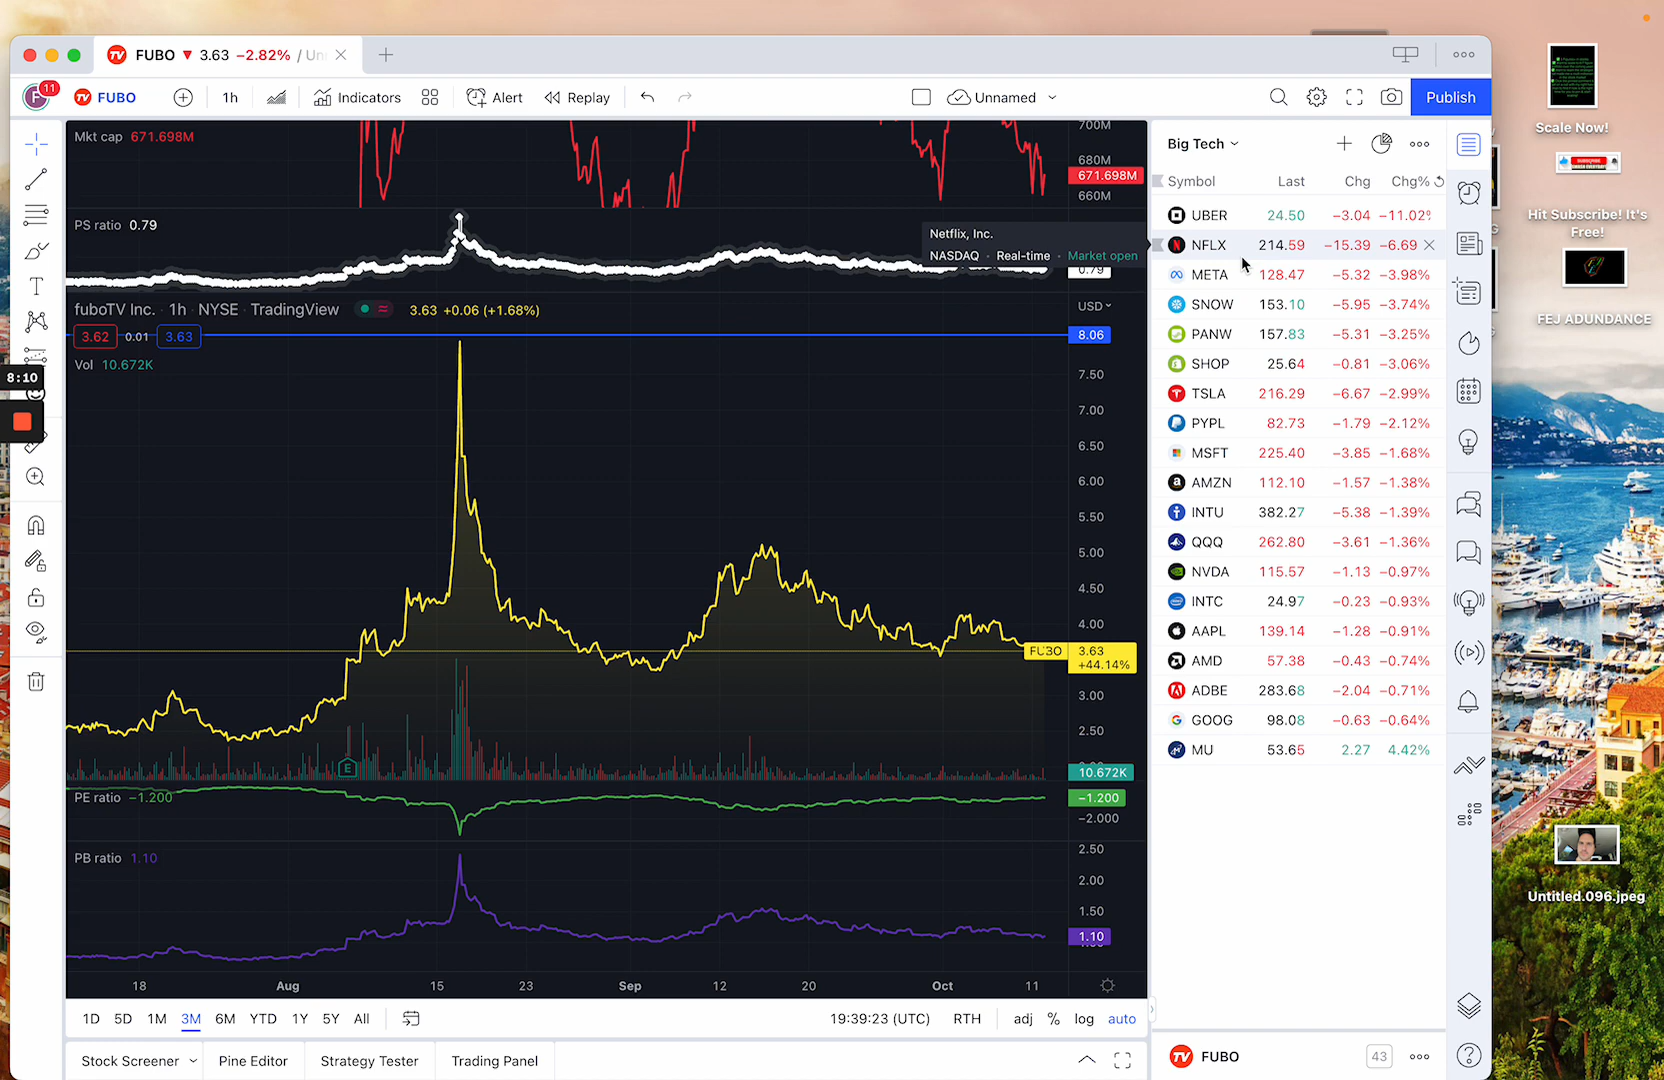 FUBO ▼ 3.63 −2.82% / Un
11
FUBO
1h
Indicators
Alert
Replay
Unnamed
Publish
Mkt cap 671.698M
700M
680M
671.698M
660M
PS ratio 0.79
0.79
Netflix, Inc.
NASDAQ · Real-time · Market open
fuboTV Inc. · 1h · NYSE · TradingView
3.63 +0.06 (+1.68%)
USD
3.62 0.01 3.63
8.06
Vol 10.672K
7.50
7.00
6.50
6.00
5.50
5.00
4.50
4.00
FUBO 3.63
+44.14%
3.00
2.50
E
10.672K
PE ratio −1.200
−1.200
−2.000
PB ratio 1.10
2.50
2.00
1.50
1.10
18 Aug 15 23 Sep 12 20 Oct 11
1D 5D 1M 3M 6M YTD 1Y 5Y All
19:39:23 (UTC) RTH adj % log auto
Stock Screener Pine Editor Strategy Tester Trading Panel
8:10
Big Tech
Symbol Last Chg Chg%
UBER 24.50 −3.04 −11.02%
NFLX 214.59 −15.39 −6.69
META 128.47 −5.32 −3.98%
SNOW 153.10 −5.95 −3.74%
PANW 157.83 −5.31 −3.25%
SHOP 25.64 −0.81 −3.06%
TSLA 216.29 −6.67 −2.99%
PYPL 82.73 −1.79 −2.12%
MSFT 225.40 −3.85 −1.68%
AMZN 112.10 −1.57 −1.38%
INTU 382.27 −5.38 −1.39%
QQQ 262.80 −3.61 −1.36%
NVDA 115.57 −1.13 −0.97%
INTC 24.97 −0.23 −0.93%
AAPL 139.14 −1.28 −0.91%
AMD 57.38 −0.43 −0.74%
ADBE 283.68 −2.04 −0.71%
GOOG 98.08 −0.63 −0.64%
MU 53.65 2.27 4.42%
FUBO 43
Scale Now!
Hit Subscribe! It's
Free!
FEJ ADUNDANCE
Untitled.096.jpeg